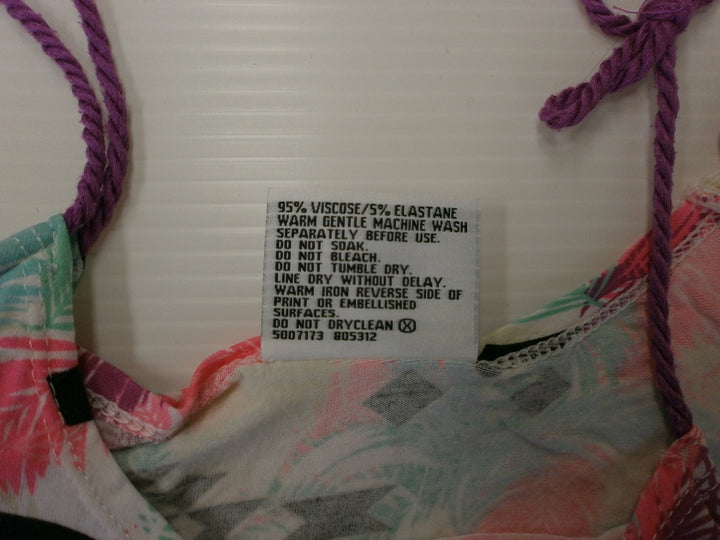 95% VISCOSE/5% ELASTANE
WARM GENTLE MACHINE WASH
SEPARATELY BEFORE USE.
DO NOT SOAK.
DO NOT BLEACH.
DO NOT TUMBLE DRY.
LINE DRY WITHOUT DELAY.
WARM IRON REVERSE SIDE OF
PRINT OR EMBELLISHED
SURFACES.
DO NOT DRYCLEAN Ⓧ
5007173 805312